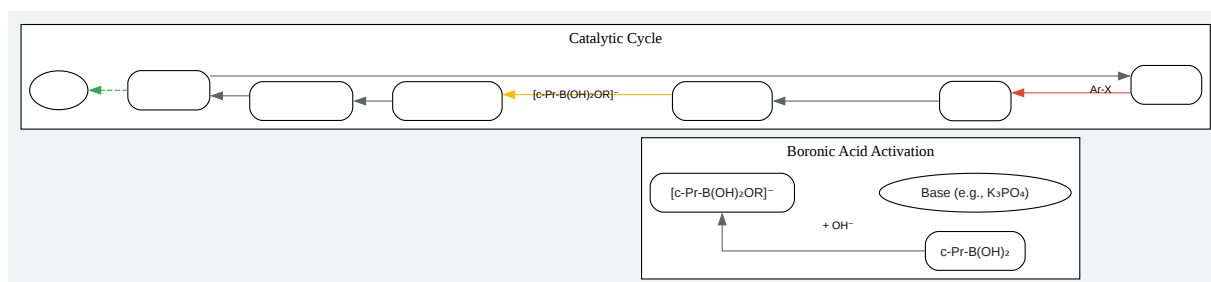 Catalytic Cycle
[c-Pr-B(OH)₂OR]⁻
Ar-X
Boronic Acid Activation
[c-Pr-B(OH)₂OR]⁻
Base (e.g., K₃PO₄)
+ OH⁻
c-Pr-B(OH)₂